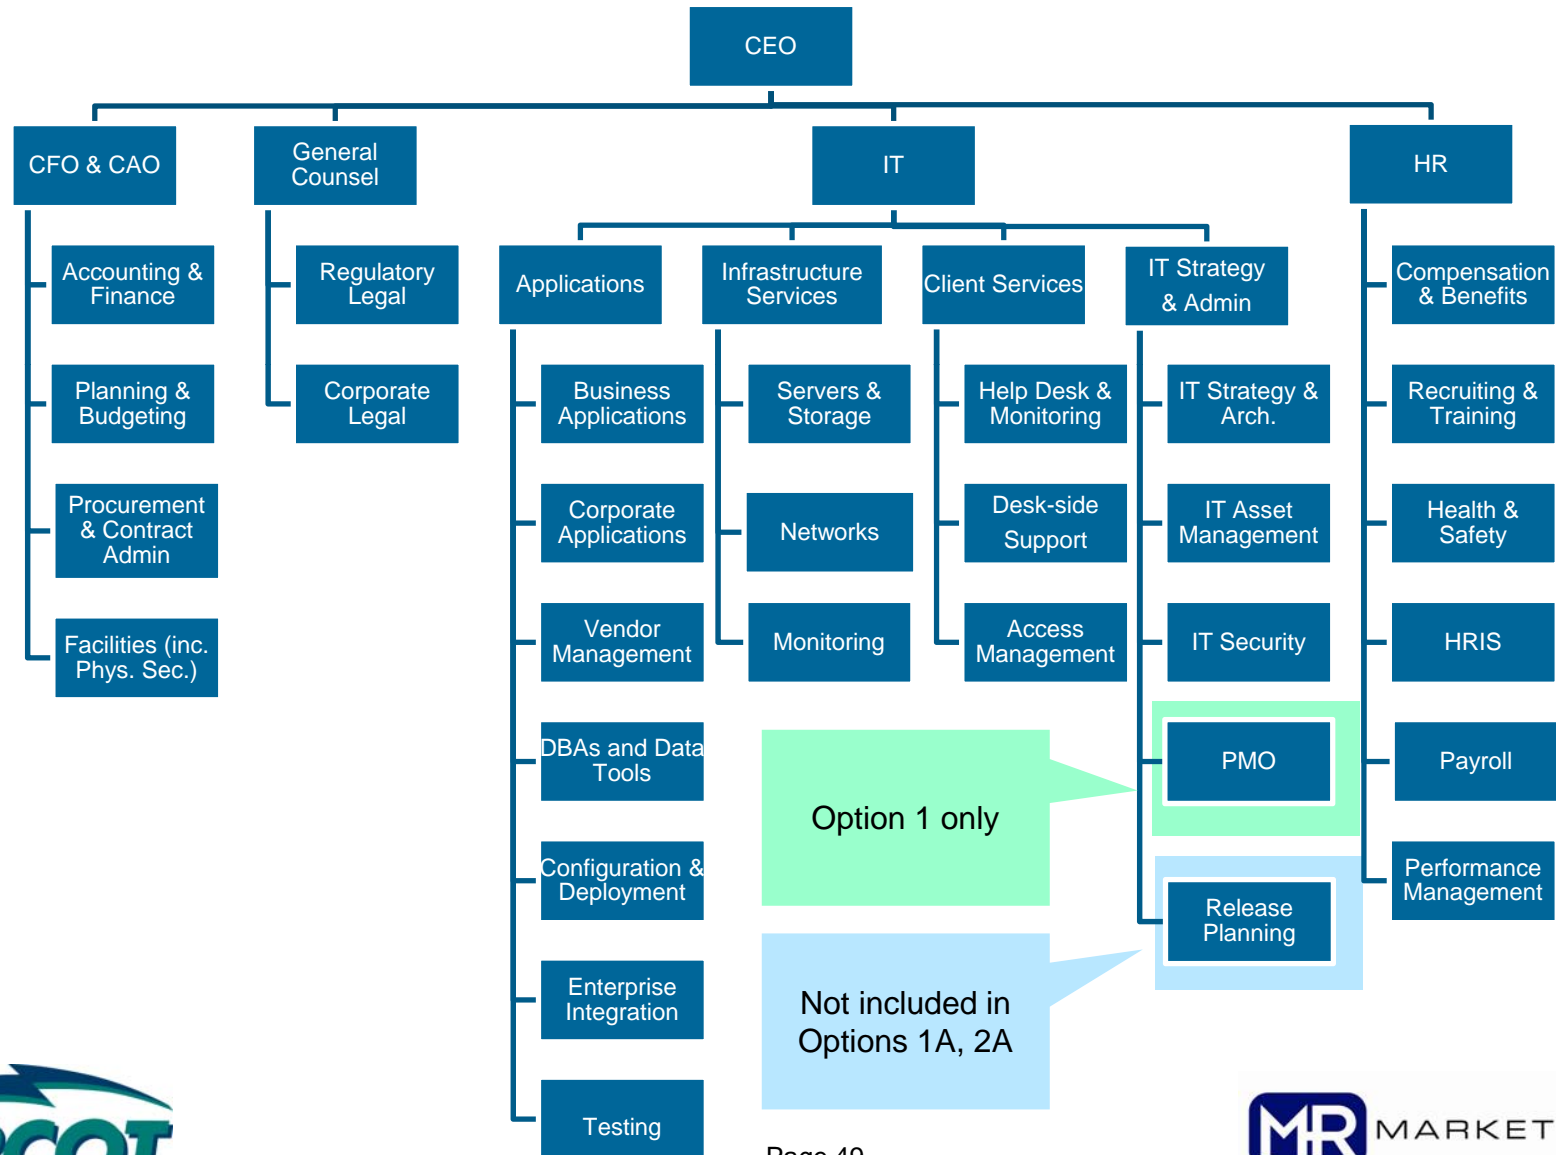 CEO
CFO & CAO
General
Counsel
IT
HR
Accounting &
Finance
Regulatory
Legal
Applications
Infrastructure
Services
Client Services
IT Strategy
& Admin
Compensation
& Benefits
Planning &
Budgeting
Corporate
Legal
Business
Applications
Servers &
Storage
Help Desk &
Monitoring
IT Strategy &
Arch.
Recruiting &
Training
Procurement
& Contract
Admin
Corporate
Applications
Networks
Desk-side
Support
IT Asset
Management
Health &
Safety
Facilities (inc.
Phys. Sec.)
Vendor
Management
Monitoring
Access
Management
IT Security
HRIS
DBAs and Data
Tools
Option 1 only
PMO
Payroll
Configuration &
Deployment
Release
Planning
Performance
Management
Enterprise
Integration
Not included in
Options 1A, 2A
Testing
Page 49
MR MARKET